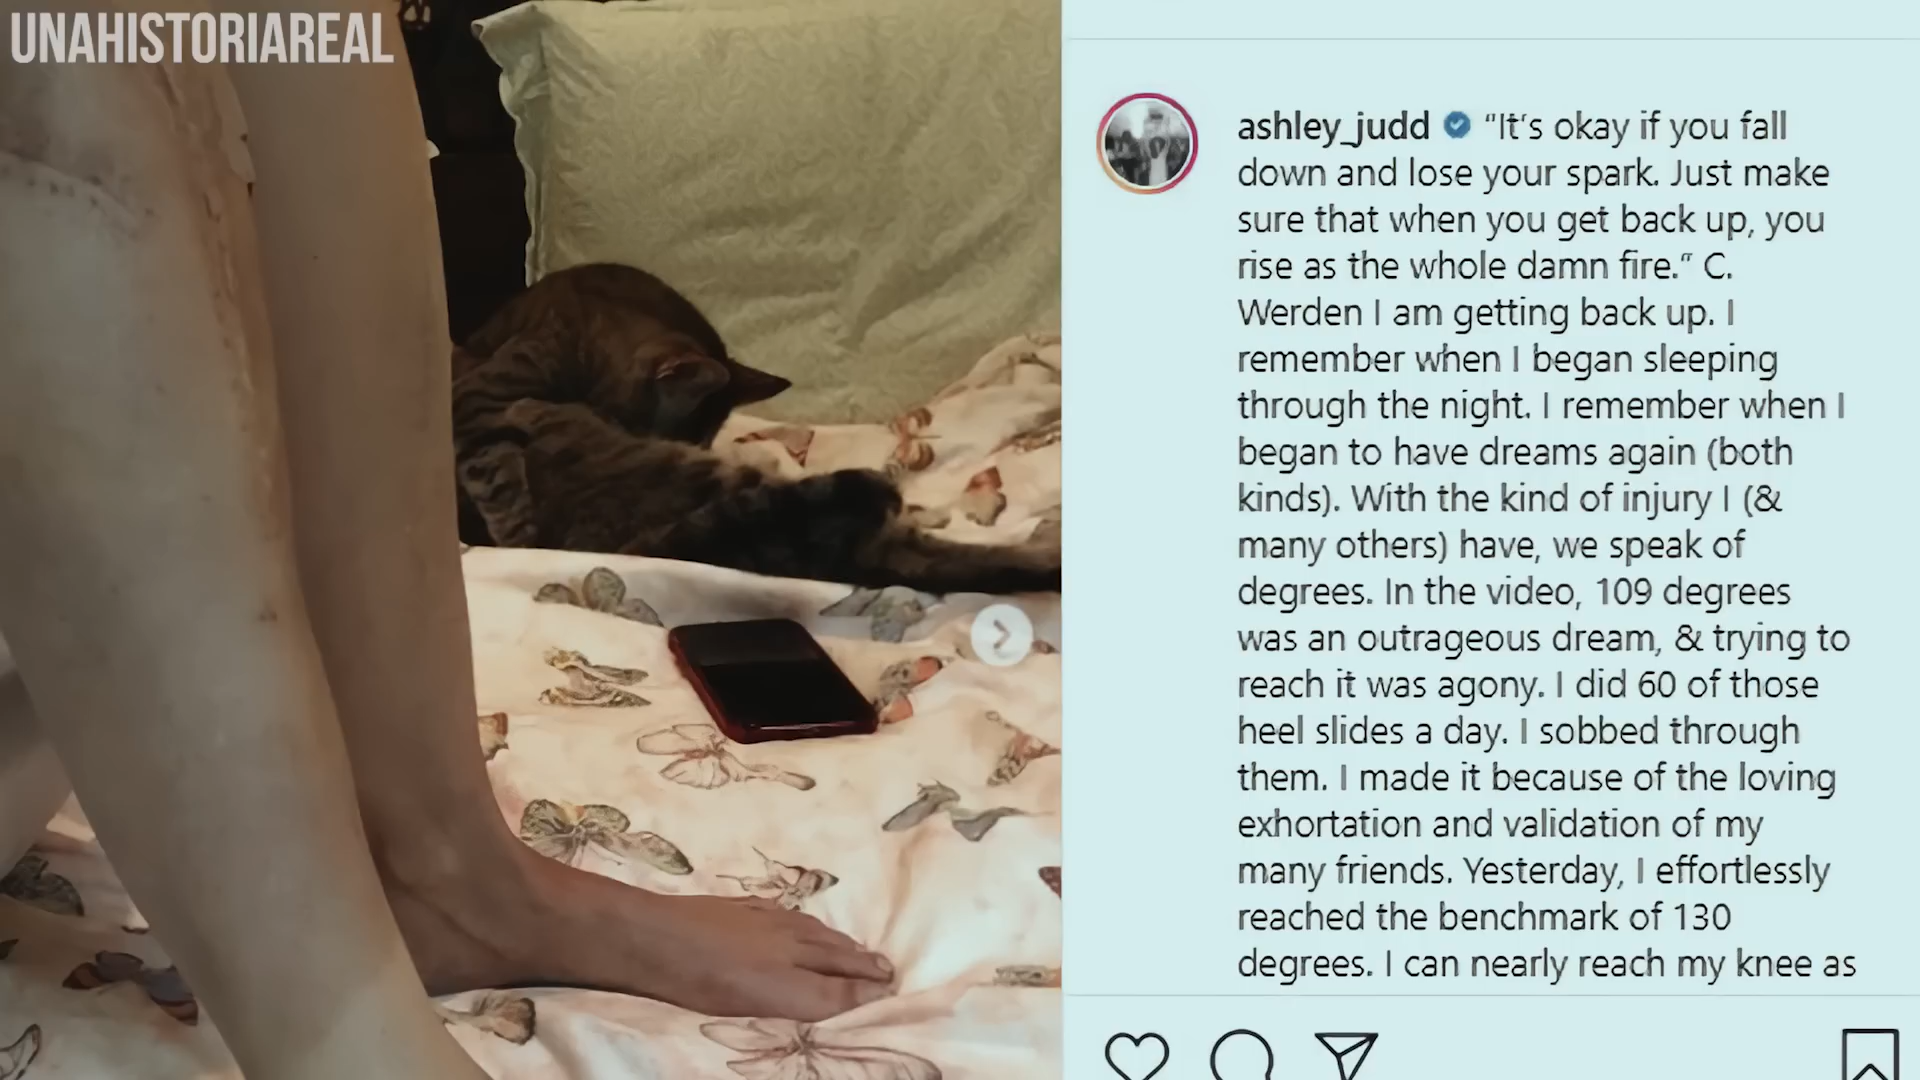 UNAHISTORIAREAL
ashley_judd “It’s okay if you fall
down and lose your spark. Just make
sure that when you get back up, you
rise as the whole damn fire.” C.
Werden I am getting back up. I
remember when I began sleeping
through the night. I remember when I
began to have dreams again (both
kinds). With the kind of injury I (&
many others) have, we speak of
degrees. In the video, 109 degrees
was an outrageous dream, & trying to
reach it was agony. I did 60 of those
heel slides a day. I sobbed through
them. I made it because of the loving
exhortation and validation of my
many friends. Yesterday, I effortlessly
reached the benchmark of 130
degrees. I can nearly reach my knee as